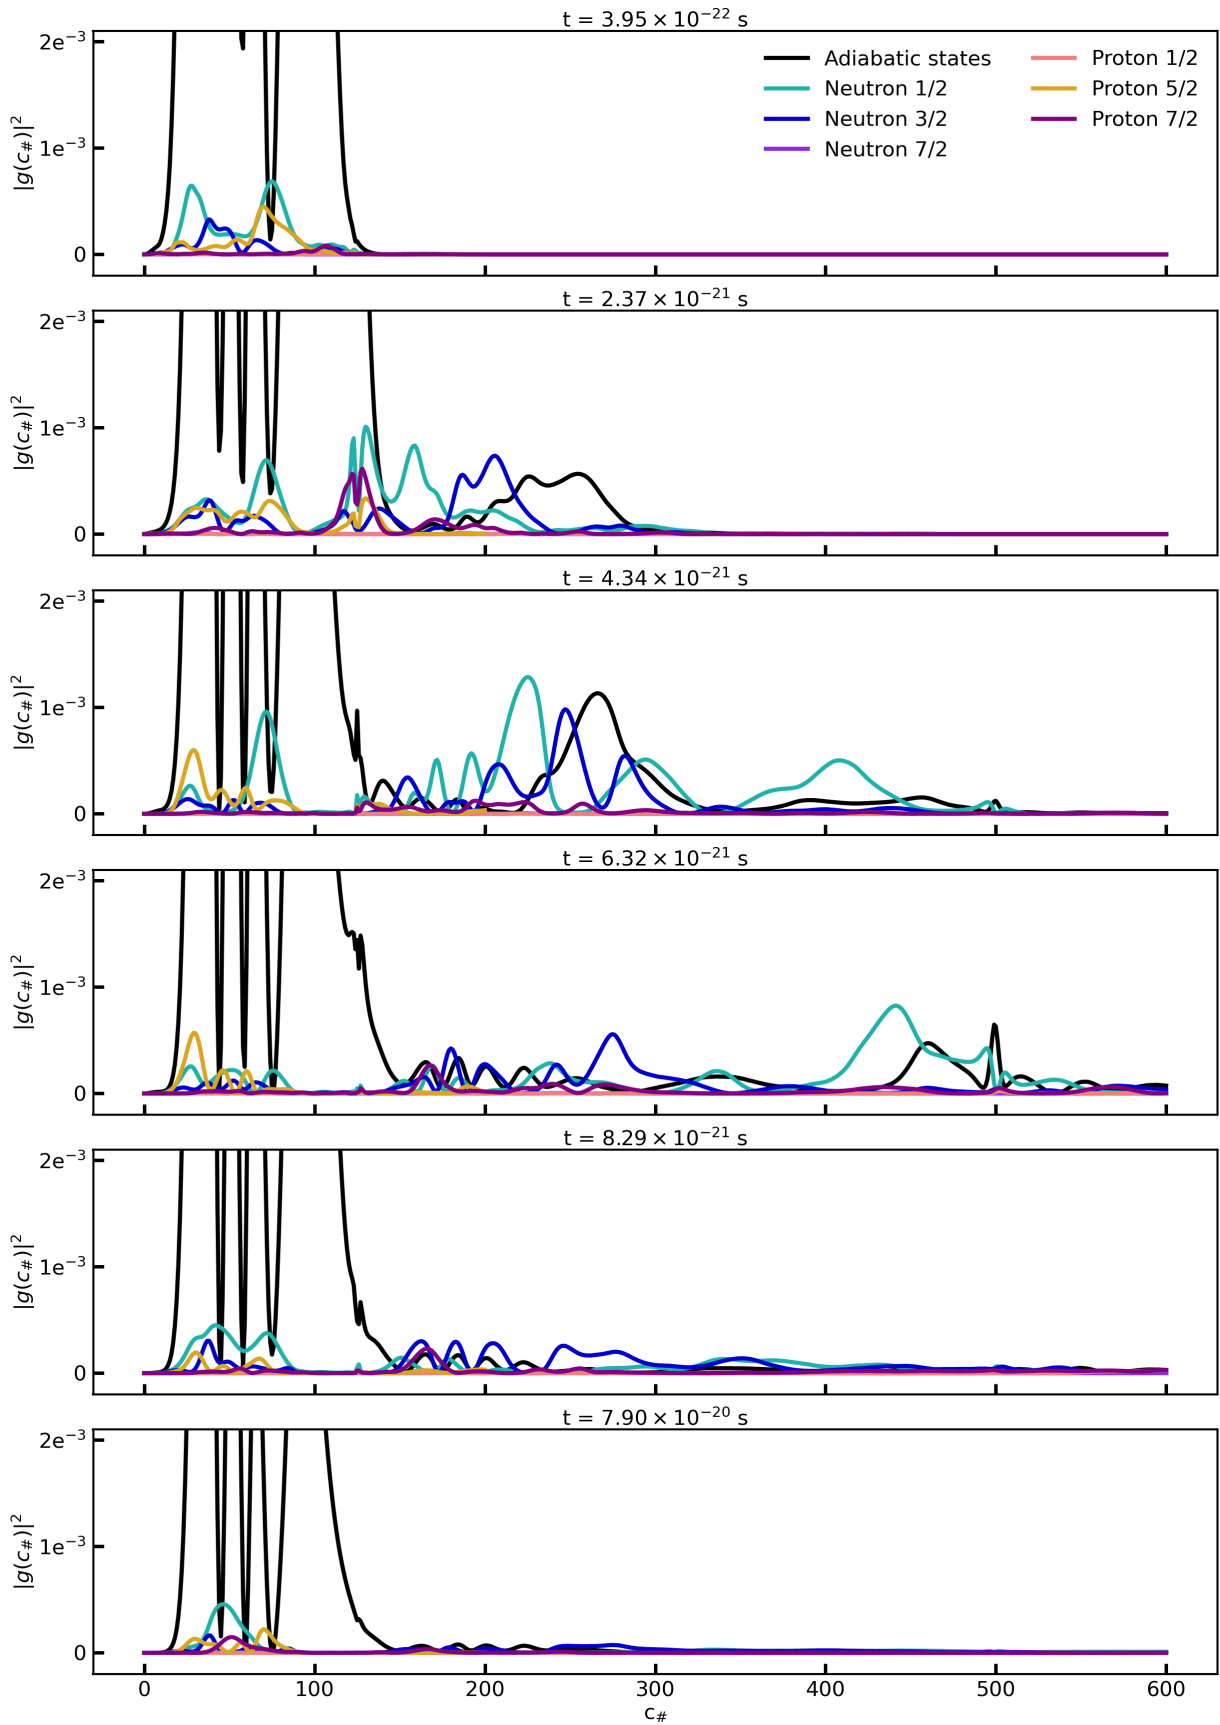 t = 3.95 × 10⁻²² s
2e⁻³
1e⁻³
0
|g(c#)|²
Adiabatic states
Neutron 1/2
Neutron 3/2
Neutron 7/2
Proton 1/2
Proton 5/2
Proton 7/2
t = 2.37 × 10⁻²¹ s
2e⁻³
1e⁻³
0
|g(c#)|²
t = 4.34 × 10⁻²¹ s
2e⁻³
1e⁻³
0
|g(c#)|²
t = 6.32 × 10⁻²¹ s
2e⁻³
1e⁻³
0
|g(c#)|²
t = 8.29 × 10⁻²¹ s
2e⁻³
1e⁻³
0
|g(c#)|²
t = 7.90 × 10⁻²⁰ s
2e⁻³
1e⁻³
0
|g(c#)|²
0 100 200 300 400 500 600
c#